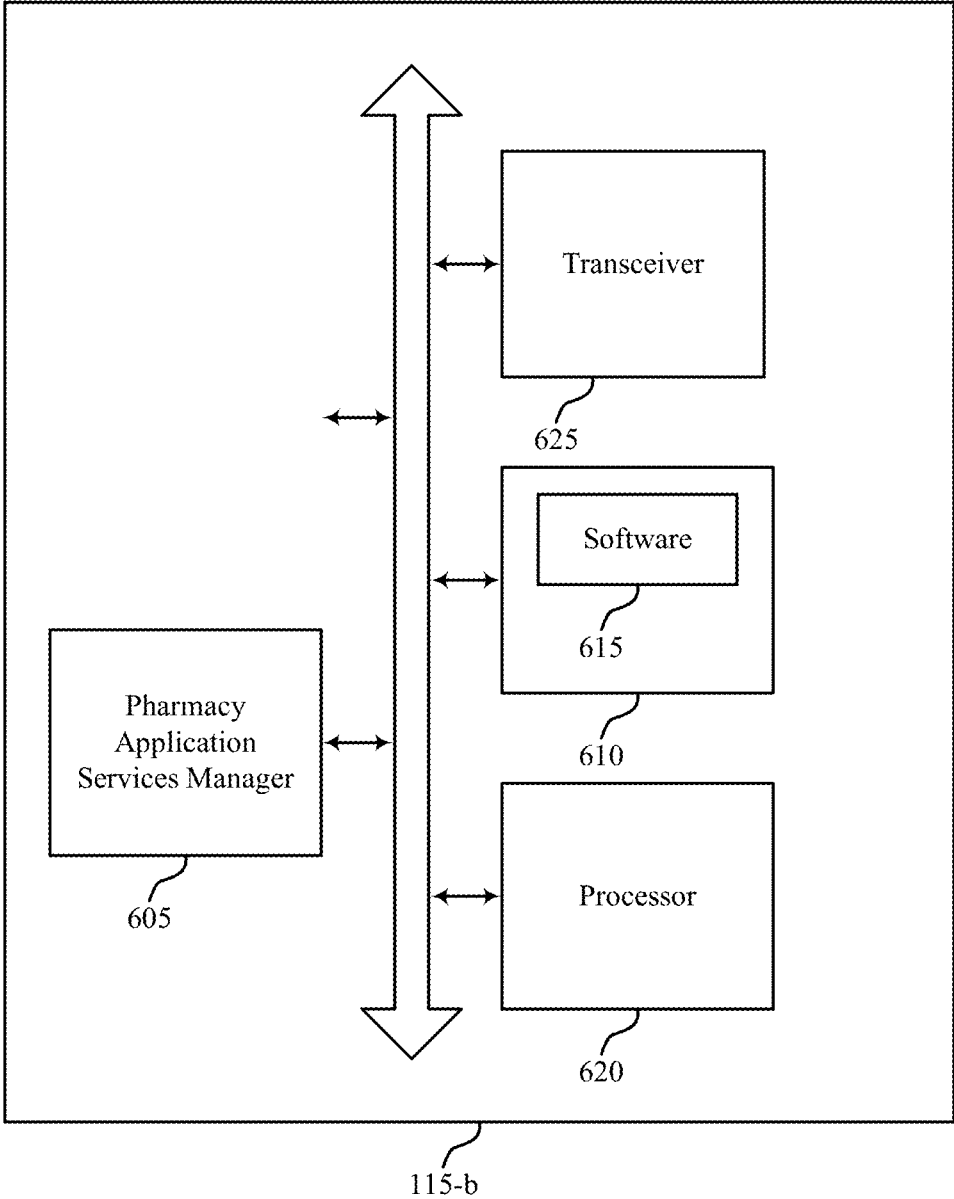 Transceiver
625
Software
615
610
Pharmacy
Application
Services Manager
605
Processor
620
115-b